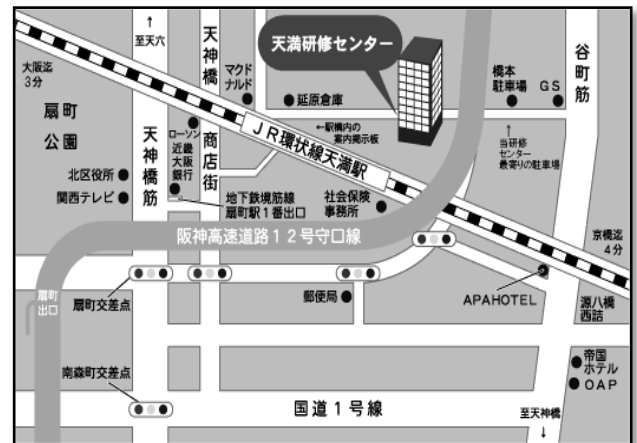 ↑
至天六
天神橋
商店街
マクド
ナルド
天満研修センター
谷町筋
橋本
駐車場
GS
大阪迄
3分
延原倉庫
扇町
公園
天神橋筋
ローソン
近畿
大阪
銀行
JR環状線天満駅
←駅構内の
案内掲示板
↑
当研修
センター
最寄りの駐車場
北区役所
関西テレビ
地下鉄堺筋線
扇町駅1番出口
社会保険
事務所
阪神高速道路12号守口線
京橋迄
4分
扇町
出口
扇町交差点
郵便局
APAHOTEL
源八橋
西詰
南森町交差点
帝国
ホテル
OAP
国道1号線
至天神橋
↓